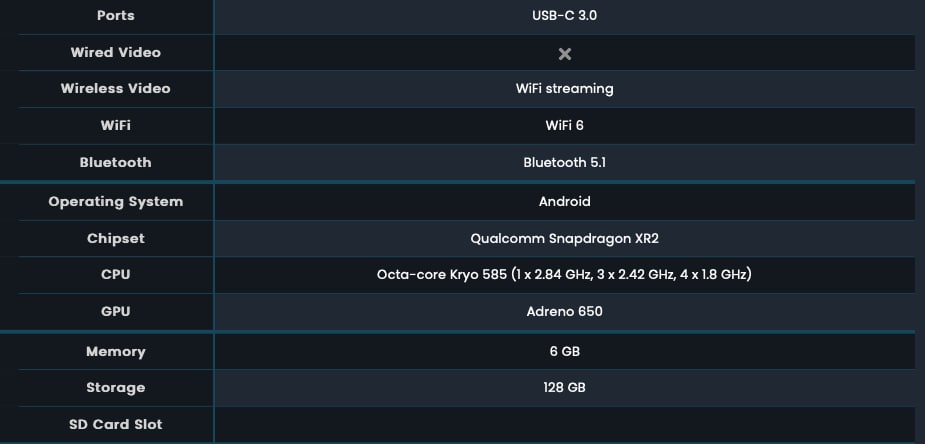 Ports USB-C 3.0
Wired Video ✖
Wireless Video WiFi streaming
WiFi WiFi 6
Bluetooth Bluetooth 5.1
Operating System Android
Chipset Qualcomm Snapdragon XR2
CPU Octa-core Kryo 585 (1 x 2.84 GHz, 3 x 2.42 GHz, 4 x 1.8 GHz)
GPU Adreno 650
Memory 6 GB
Storage 128 GB
SD Card Slot